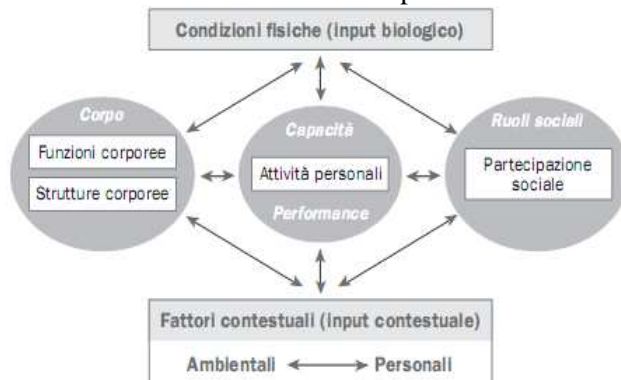 Condizioni fisiche (input biologico)
Corpo
Funzioni corporee
Strutture corporee
Capacità
Attività personali
Performance
Ruoli sociali
Partecipazione
sociale
Fattori contestuali (input contestuale)
Ambientali Personali